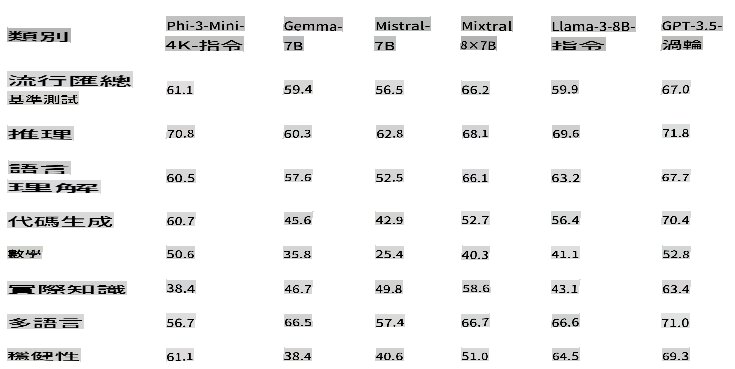 類別 Phi-3-Mini-4K-指令 Gemma-7B Mistral-7B Mixtral 8×7B Llama-3-8B-指令 GPT-3.5-渦輪
流行匯總基準測試 61.1 59.4 56.5 66.2 59.9 67.0
推理 70.8 60.3 62.8 68.1 69.6 71.8
語言理解 60.5 57.6 52.5 66.1 63.2 67.7
代碼生成 60.7 45.6 42.9 52.7 56.4 70.4
數學 50.6 35.8 25.4 40.3 41.1 52.8
實際知識 38.4 46.7 49.8 58.6 43.1 63.4
多語言 56.7 66.5 57.4 66.7 66.6 71.0
穩健性 61.1 38.4 40.6 51.0 64.5 69.3